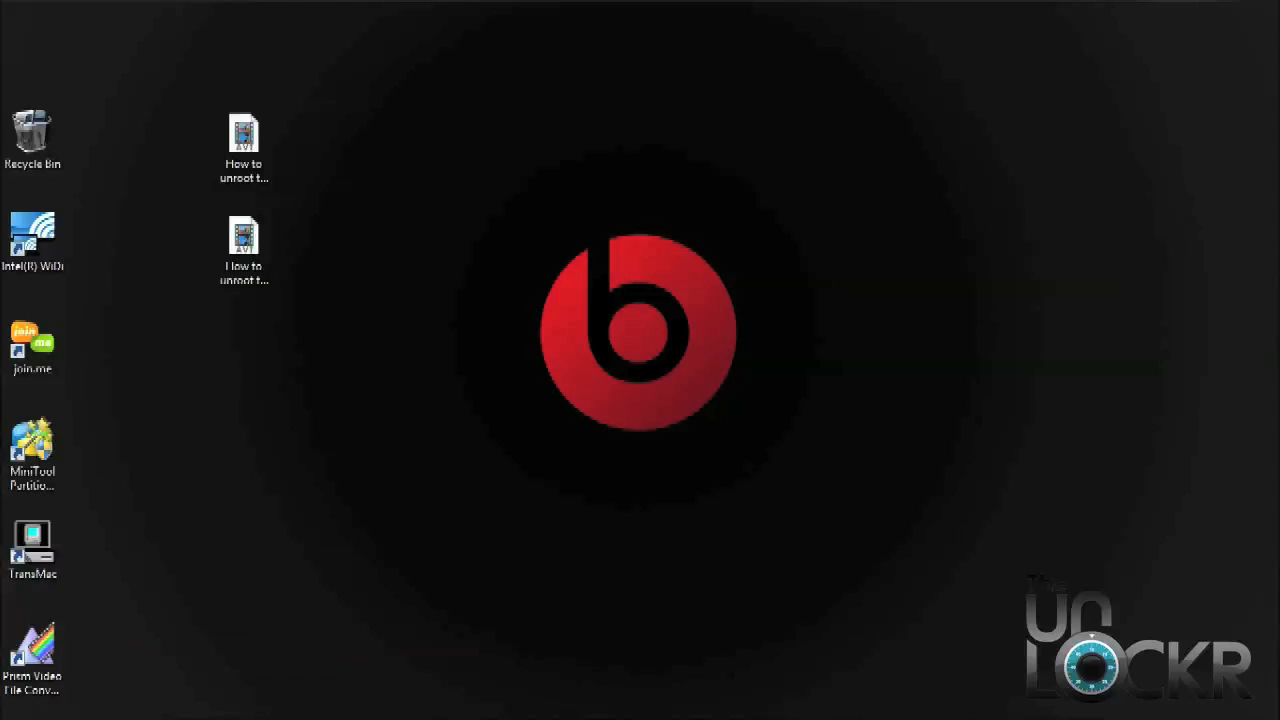 Recycle Bin
Intel(R) WiDi
join
me
join.me
MiniTool
Partitio...
TransMac
Prism Video
File Conv...
AVI
How to
unroot t...
AVI
How to
unroot t...
b
The
UN
LOCKR